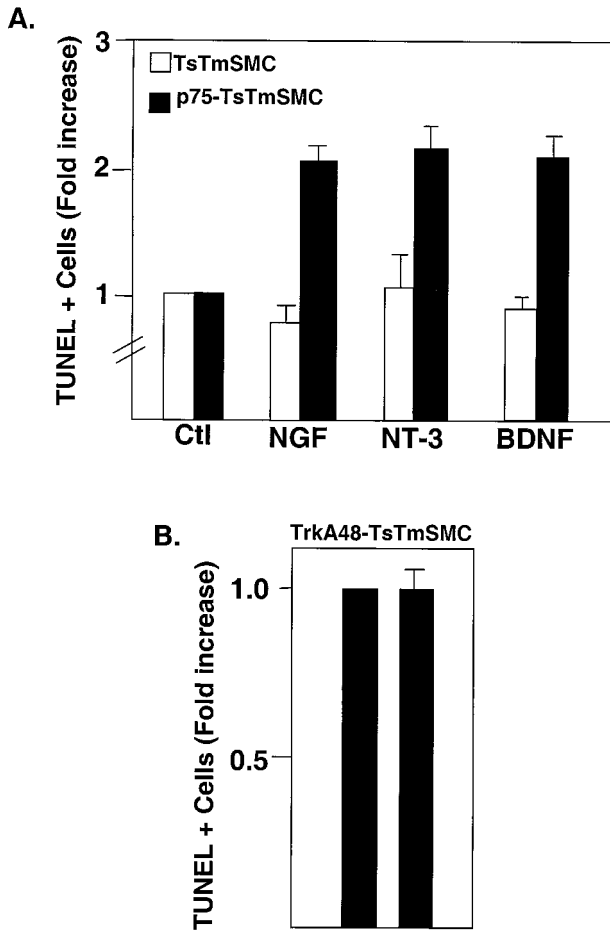 A.
3
TsTmSMC
p75-TsTmSMC
2
1
TUNEL + Cells (Fold increase)
Ctl NGF NT-3 BDNF
B.
TrkA48-TsTmSMC
1.0
0.5
TUNEL + Cells (Fold increase)